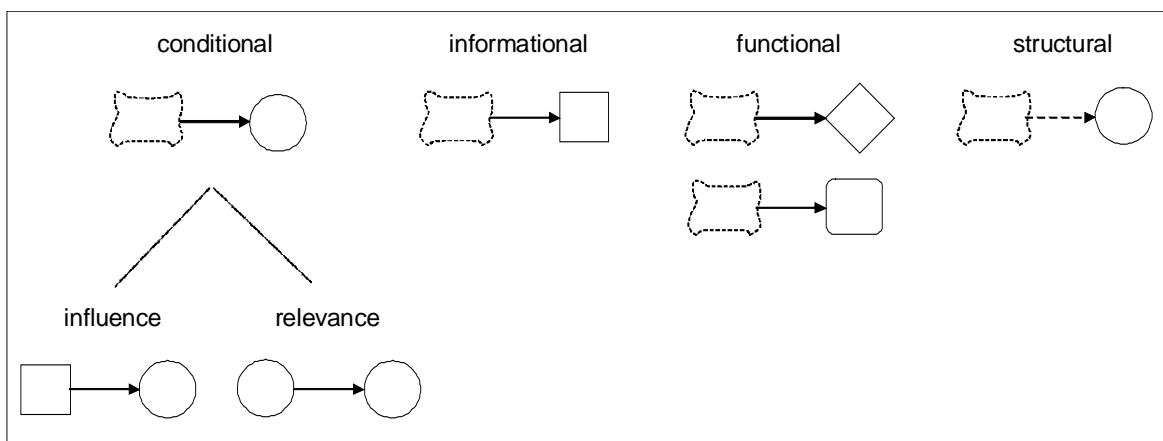 conditional
informational
functional
structural
influence
relevance